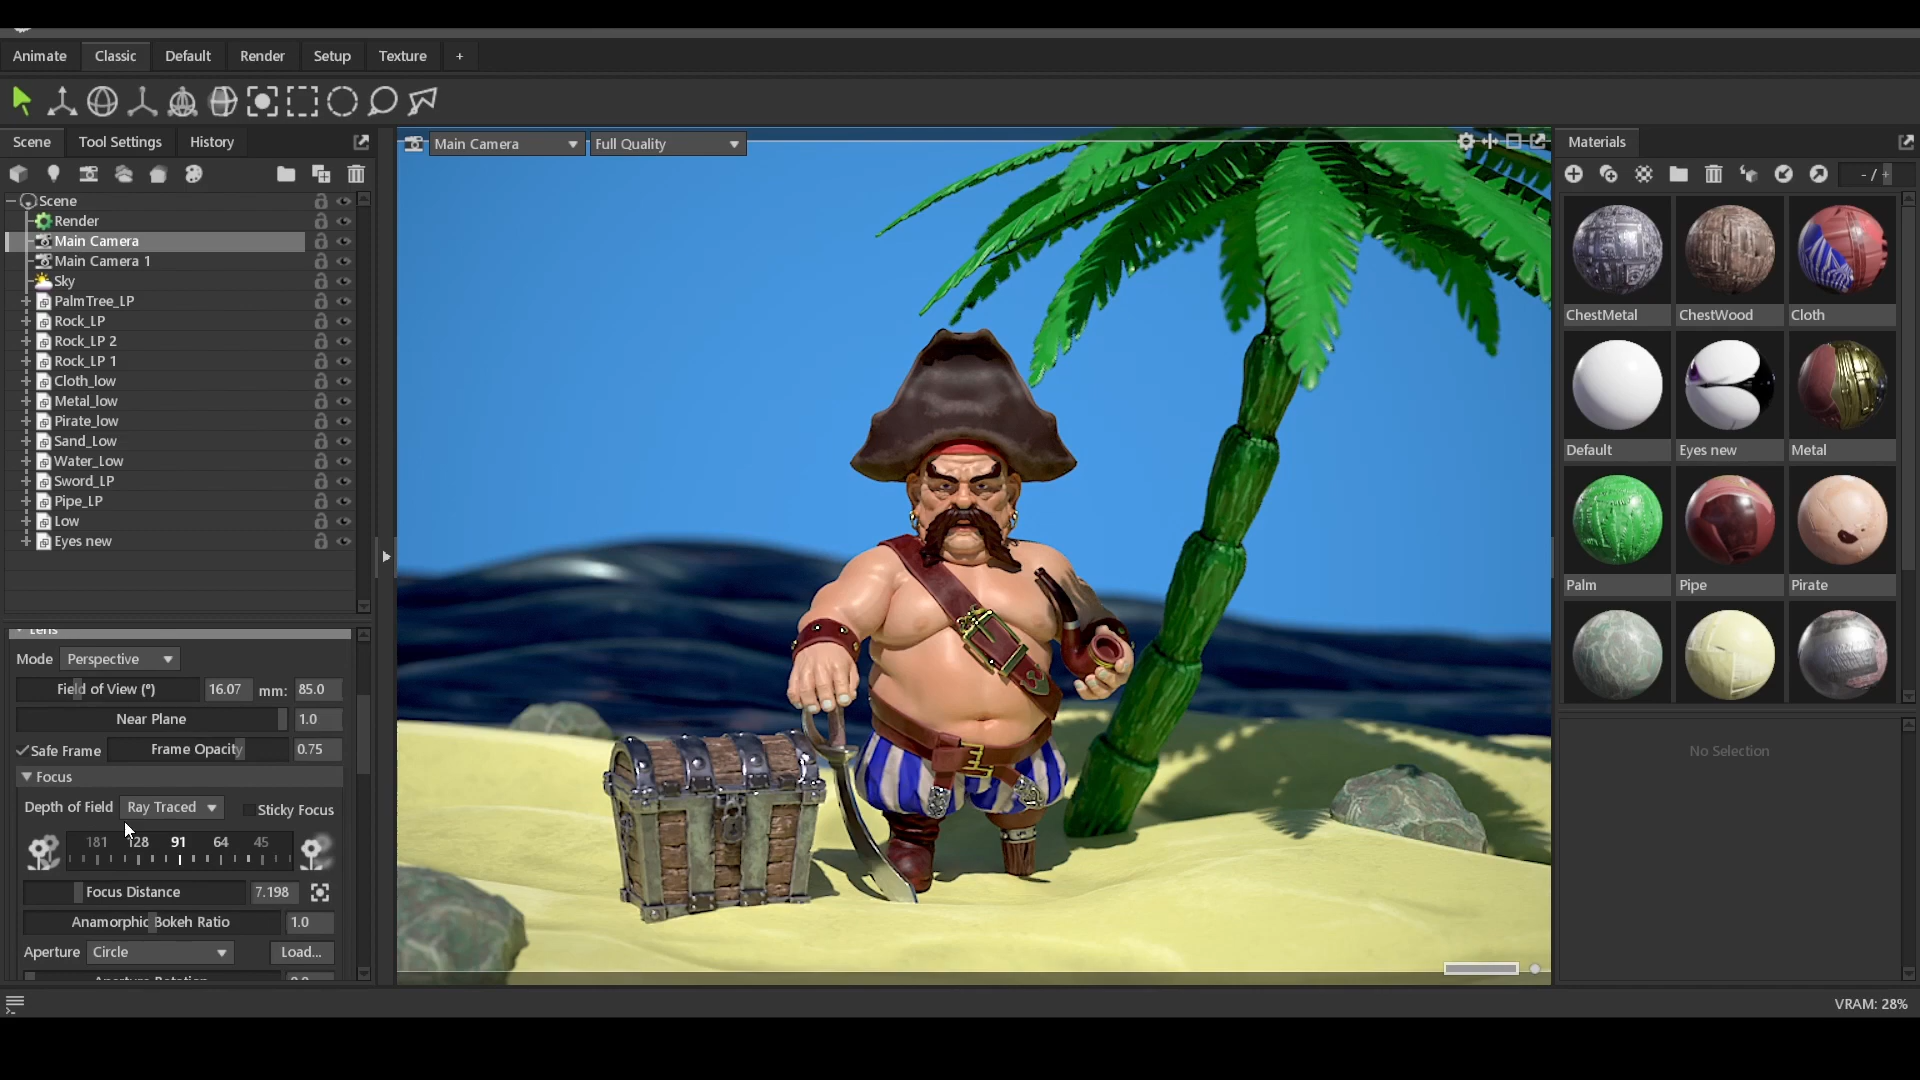 Animate Classic Default Render Setup Texture +
Scene Tool Settings History
Main Camera Full Quality
Materials
- / +
Scene
Render
Main Camera
Main Camera 1
Sky
PalmTree_LP
Rock_LP
Rock_LP 2
Rock_LP 1
Cloth_low
Metal_low
Pirate_low
Sand_Low
Water_Low
Sword_LP
Pipe_LP
Low
Eyes new
Lens
Mode Perspective
Field of View (°) 16.07 mm: 85.0
Near Plane 1.0
Safe Frame Frame Opacity 0.75
Focus
Depth of Field Ray Traced Sticky Focus
181 128 91 64 45
Focus Distance 7.198
Anamorphic Bokeh Ratio 1.0
Aperture Circle Load...
Aperture Rotation 0.0
ChestMetal ChestWood Cloth
Default Eyes new Metal
Palm Pipe Pirate
No Selection
VRAM: 28%